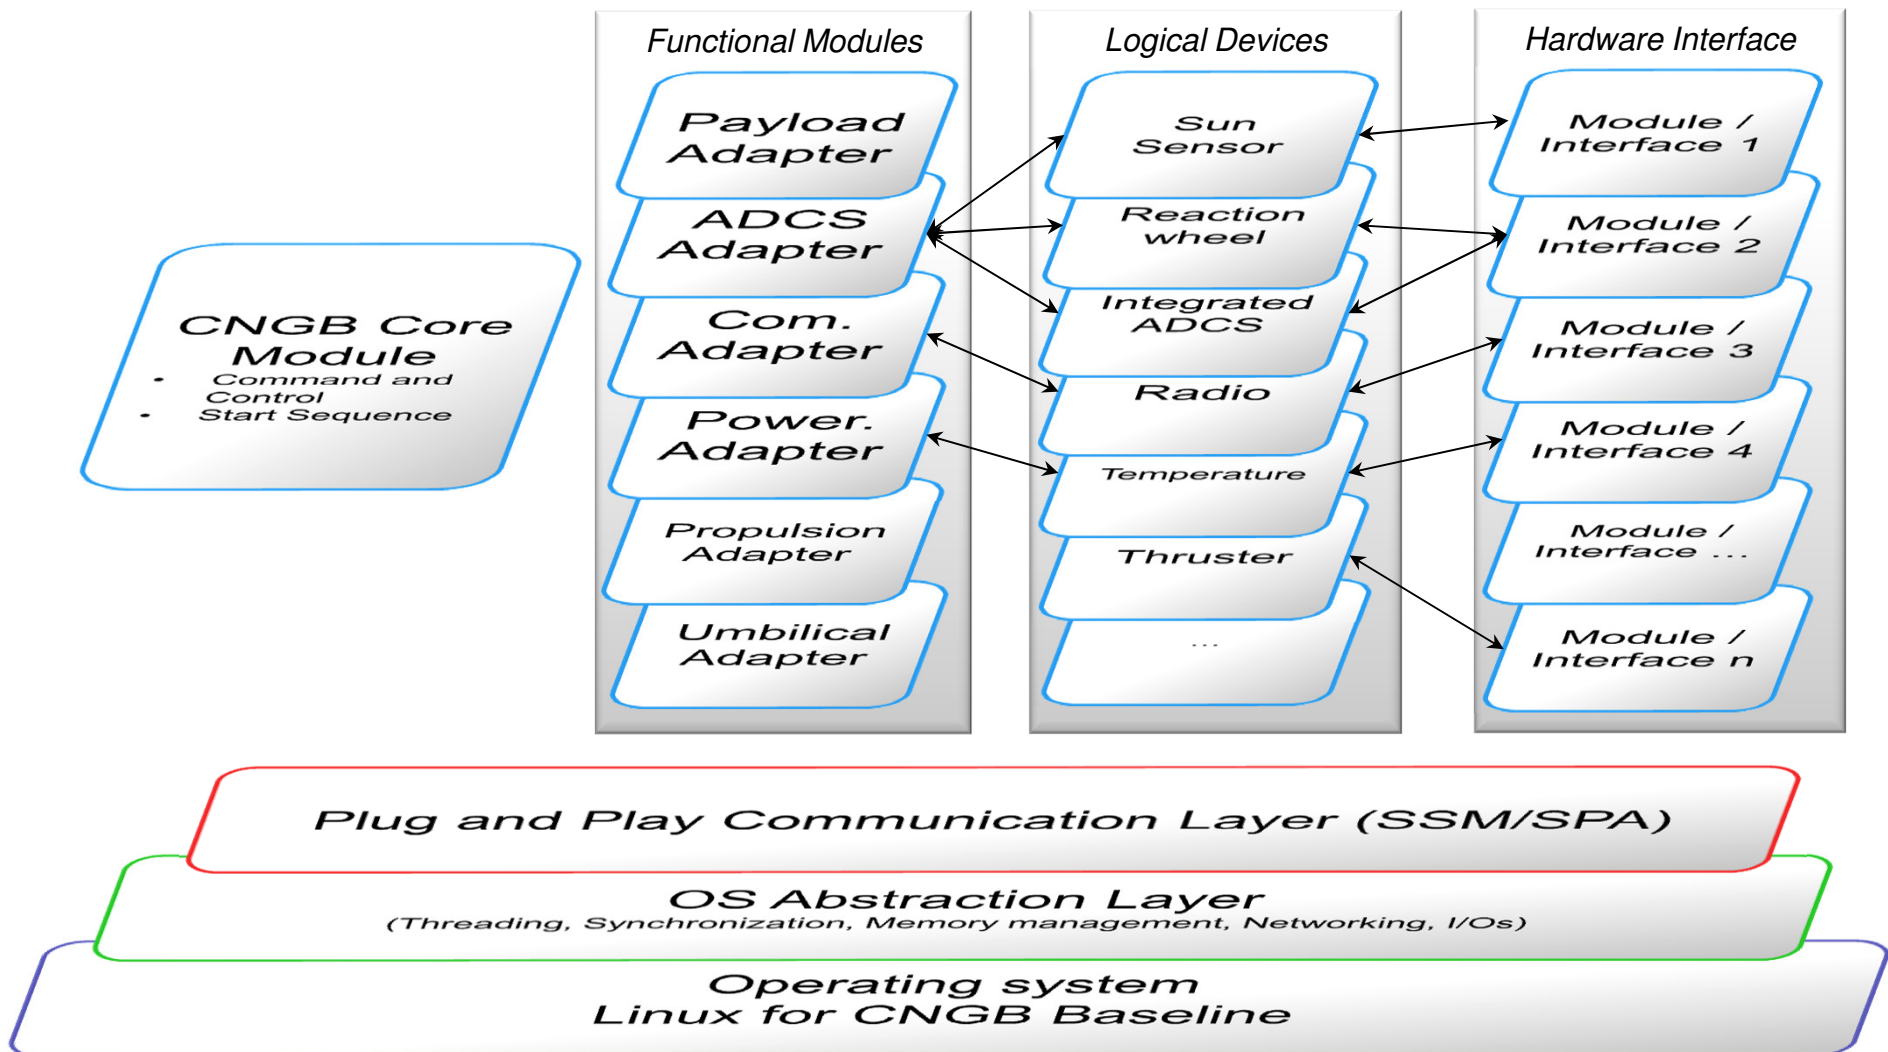 Functional Modules
Payload
Adapter
ADCS
Adapter
Com.
Adapter
Power.
Adapter
Propulsion
Adapter
Umbilical
Adapter
Logical Devices
Sun
Sensor
Reaction
wheel
Integrated
ADCS
Radio
Temperature
Thruster
...
Hardware Interface
Module /
Interface 1
Module /
Interface 2
Module /
Interface 3
Module /
Interface 4
Module /
Interface ...
Module /
Interface n
CNGB Core
Module
• Command and
Control
• Start Sequence
Plug and Play Communication Layer (SSM/SPA)
OS Abstraction Layer
(Threading, Synchronization, Memory management, Networking, I/Os)
Operating system
Linux for CNGB Baseline